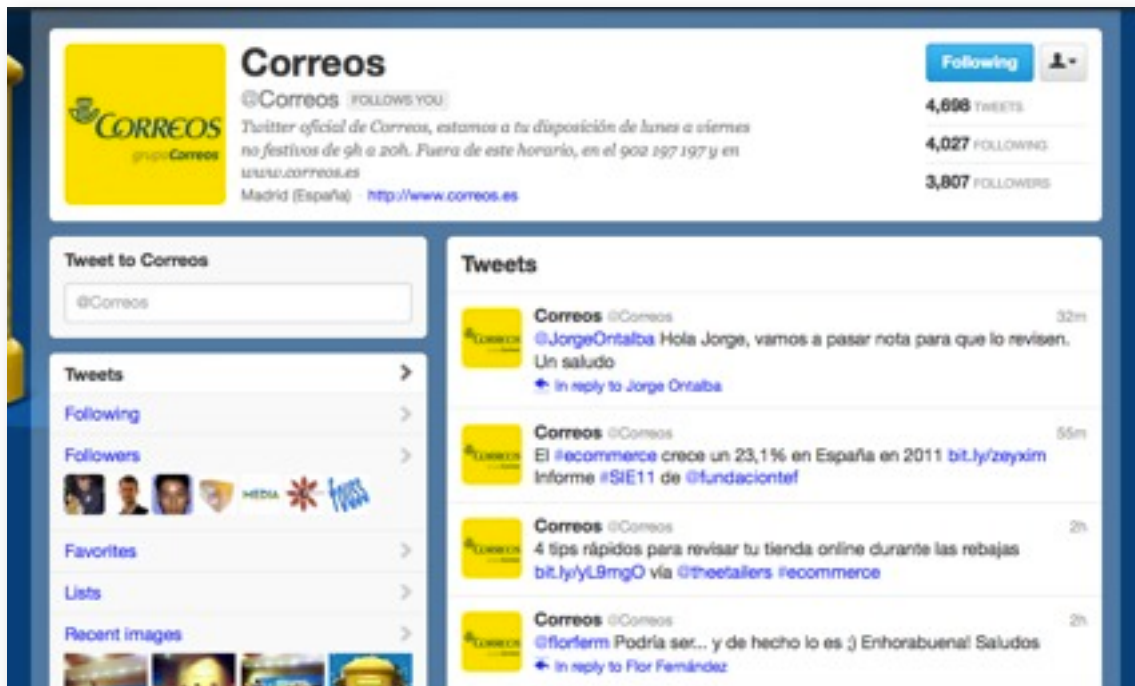 CORREOS
grupoCorreos
Correos
@Correos FOLLOWS YOU
Twitter oficial de Correos, estamos a tu disposición de lunes a viernes
no festivos de 9h a 20h. Fuera de este horario, en el 902 197 197 y en
www.correos.es
Madrid (España) · http://www.correos.es
Following
4,698 TWEETS
4,027 FOLLOWING
3,807 FOLLOWERS
Tweet to Correos
@Correos
Tweets
Following
Followers
MEDIA
Favorites
Lists
Recent images
Tweets
CORREOS
Correos @Correos 32m
@JorgeOntalba Hola Jorge, vamos a pasar nota para que lo revisen.
Un saludo
In reply to Jorge Ontalba
CORREOS
Correos @Correos 55m
El #ecommerce crece un 23,1% en España en 2011 bit.ly/zeyxim
Informe #SIE11 de @fundaciontef
CORREOS
Correos @Correos 2h
4 tips rápidos para revisar tu tienda online durante las rebajas
bit.ly/yL9mgO vía @theetailers #ecommerce
CORREOS
Correos @Correos 2h
@florferm Podría ser... y de hecho lo es ;) Enhorabuena! Saludos
In reply to Flor Fernández